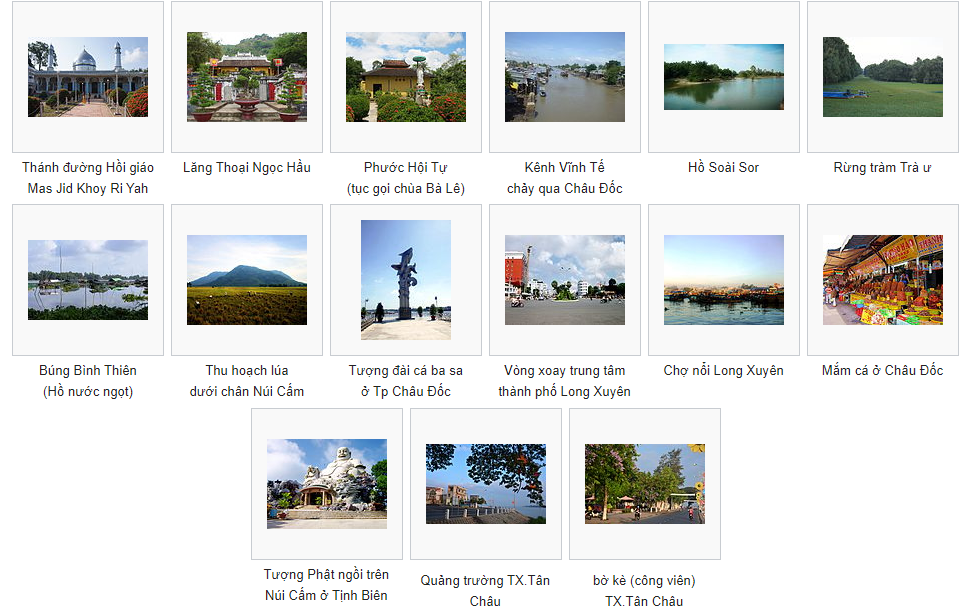 Thánh đường Hồi giáo
Mas Jid Khoy Ri Yah
Lăng Thoại Ngọc Hầu
Phước Hội Tự
(tục gọi chùa Bà Lê)
Kênh Vĩnh Tế
chảy qua Châu Đốc
Hồ Soài Sor
Rừng tràm Trà ư
Búng Bình Thiên
(Hồ nước ngọt)
Thu hoạch lúa
dưới chân Núi Cấm
Tượng đài cá ba sa
ở Tp Châu Đốc
Vòng xoay trung tâm
thành phố Long Xuyên
Chợ nổi Long Xuyên
Mắm cá ở Châu Đốc
Tượng Phật ngồi trên
Núi Cấm ở Tịnh Biên
Quảng trường TX.Tân
Châu
bờ kè (công viên)
TX.Tân Châu